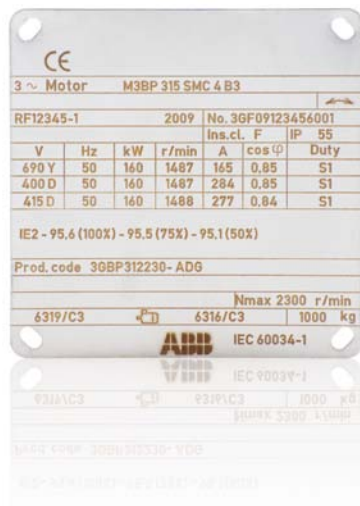 CE
3 ~ Motor M3BP 315 SMC 4 B3
RF12345-1 2009 No. 3GF09123456001
Ins.cl. F IP 55
V Hz kW r/min A cos φ Duty
690 Y 50 160 1487 165 0,85 S1
400 D 50 160 1487 284 0,85 S1
415 D 50 160 1488 277 0,84 S1
IE2 - 95,6 (100%) - 95,5 (75%) - 95,1 (50%)
Prod. code 3GBP312230- ADG
Nmax 2300 r/min
6319/C3 6316/C3 1000 kg
ABB IEC 60034-1